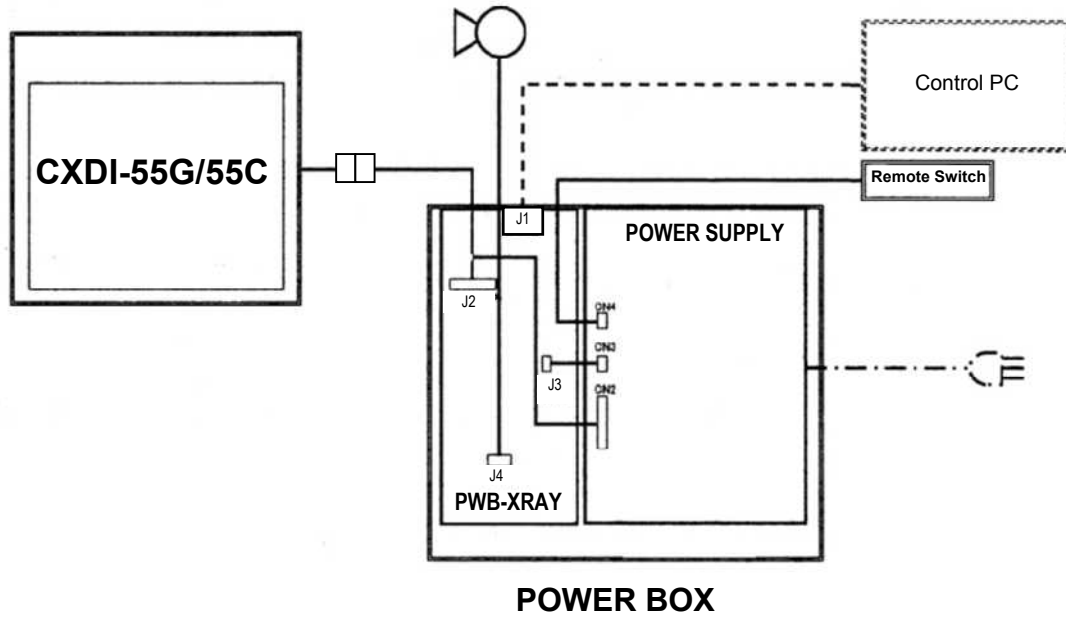 Control PC
CXDI-55G/55C
Remote Switch
J1
POWER SUPPLY
J2
CN4
CN3
J3
CN2
J4
PWB-XRAY
POWER BOX